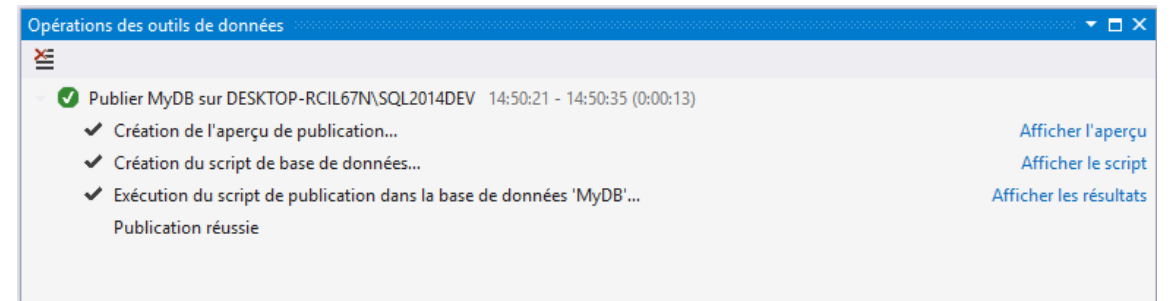 Opérations des outils de données
Publier MyDB sur DESKTOP-RCIL67N\SQL2014DEV 14:50:21 - 14:50:35 (0:00:13)
Création de l'aperçu de publication... Afficher l'aperçu
Création du script de base de données... Afficher le script
Exécution du script de publication dans la base de données 'MyDB'... Afficher les résultats
Publication réussie